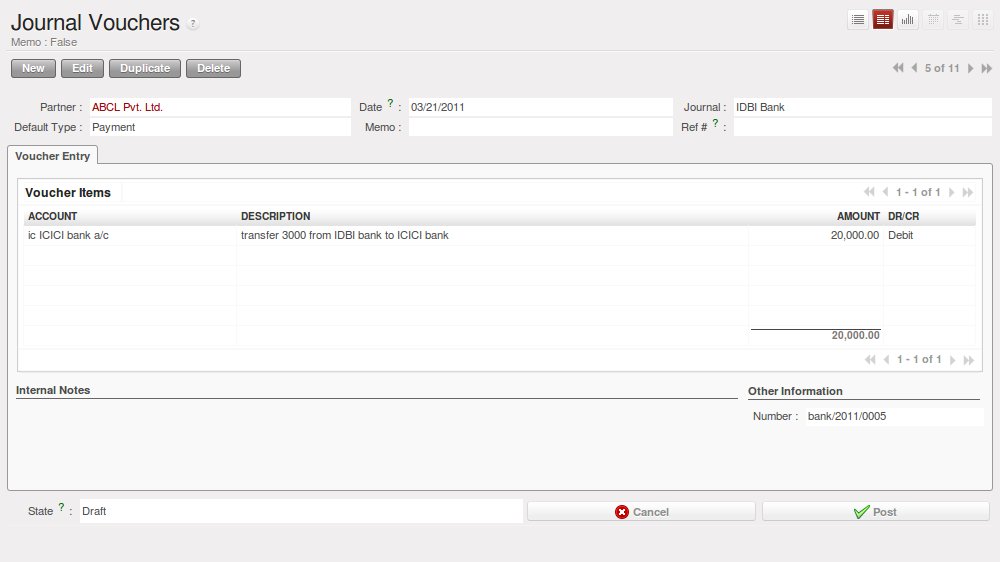 Journal Vouchers ?
Memo : False
New Edit Duplicate Delete 5 of 11
Partner : ABCL Pvt. Ltd. Date ? : 03/21/2011 Journal : IDBI Bank
Default Type : Payment Memo : Ref # ? :
Voucher Entry
Voucher Items 1 - 1 of 1
ACCOUNT DESCRIPTION AMOUNT DR/CR
ic ICICI bank a/c transfer 3000 from IDBI bank to ICICI bank 20,000.00 Debit
20,000.00
1 - 1 of 1
Internal Notes Other Information
Number : bank/2011/0005
State ? : Draft Cancel Post